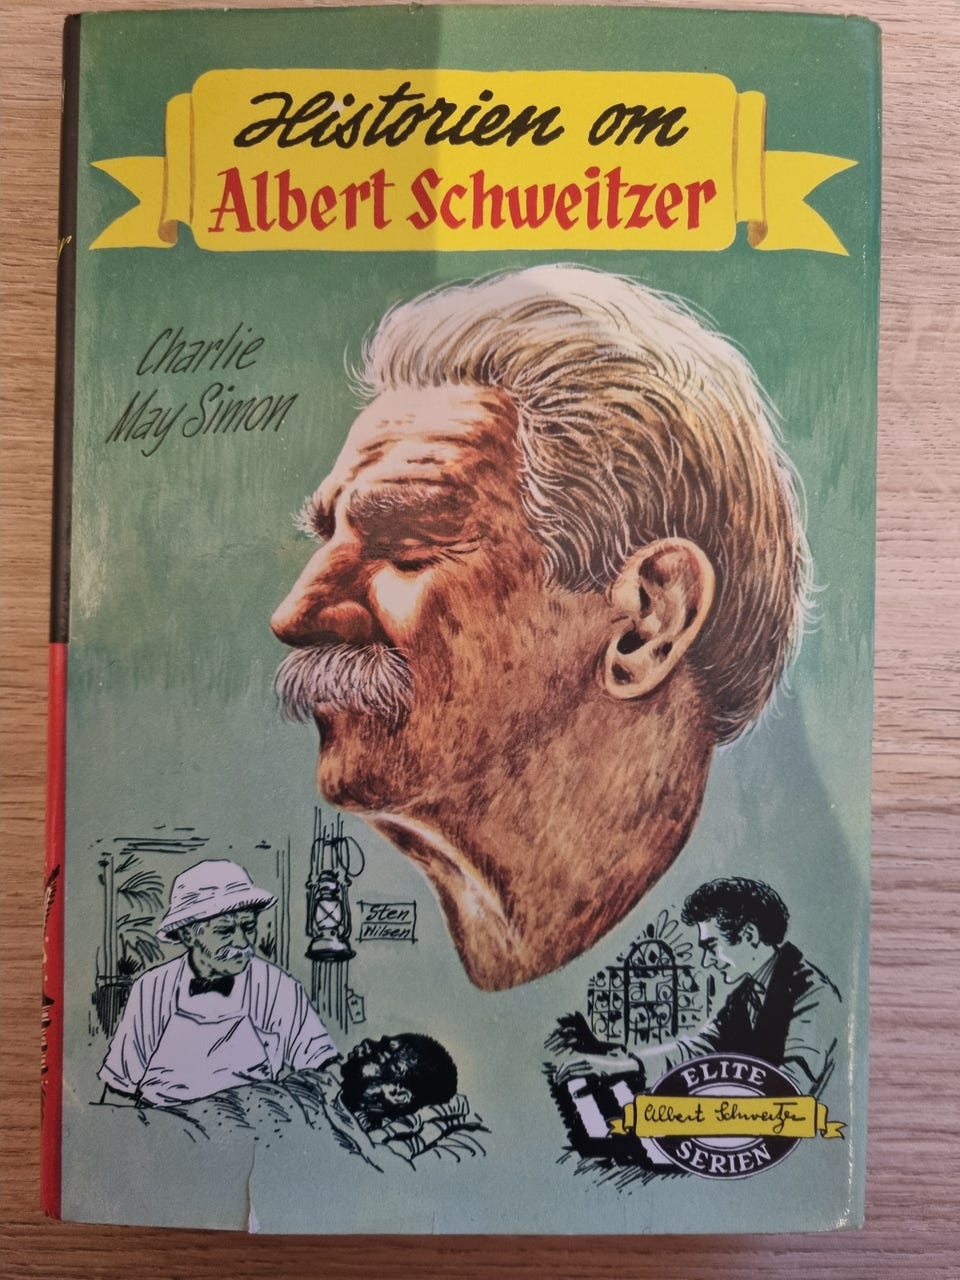 Historien om
Albert Schweitzer
Charlie
May Simon
Sten
Nilsen
ELITE
Albert Schweitzer
SERIEN